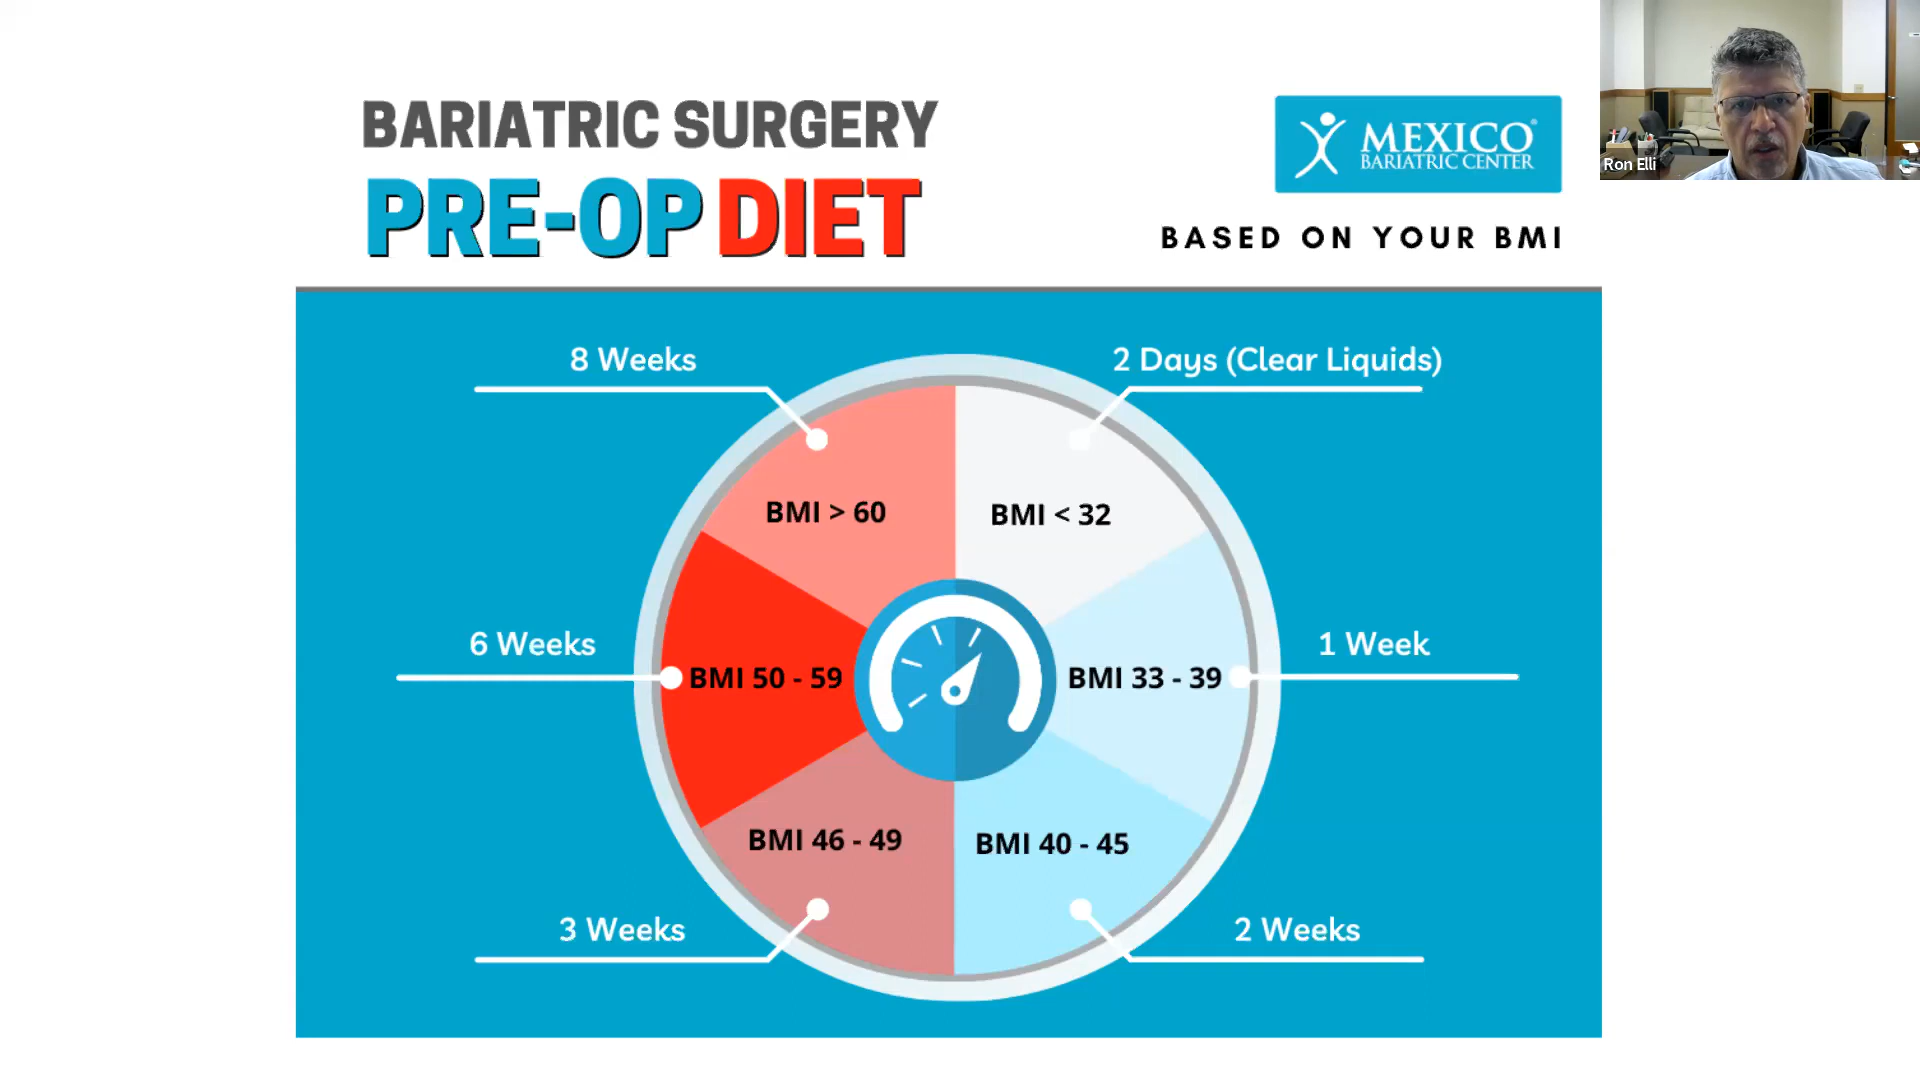 BARIATRIC SURGERY
PRE-OP DIET
MEXICO®
BARIATRIC CENTER
BASED ON YOUR BMI
Ron Elli
8 Weeks
2 Days (Clear Liquids)
BMI > 60
BMI < 32
6 Weeks
1 Week
BMI 50 - 59
BMI 33 - 39
BMI 46 - 49
BMI 40 - 45
3 Weeks
2 Weeks